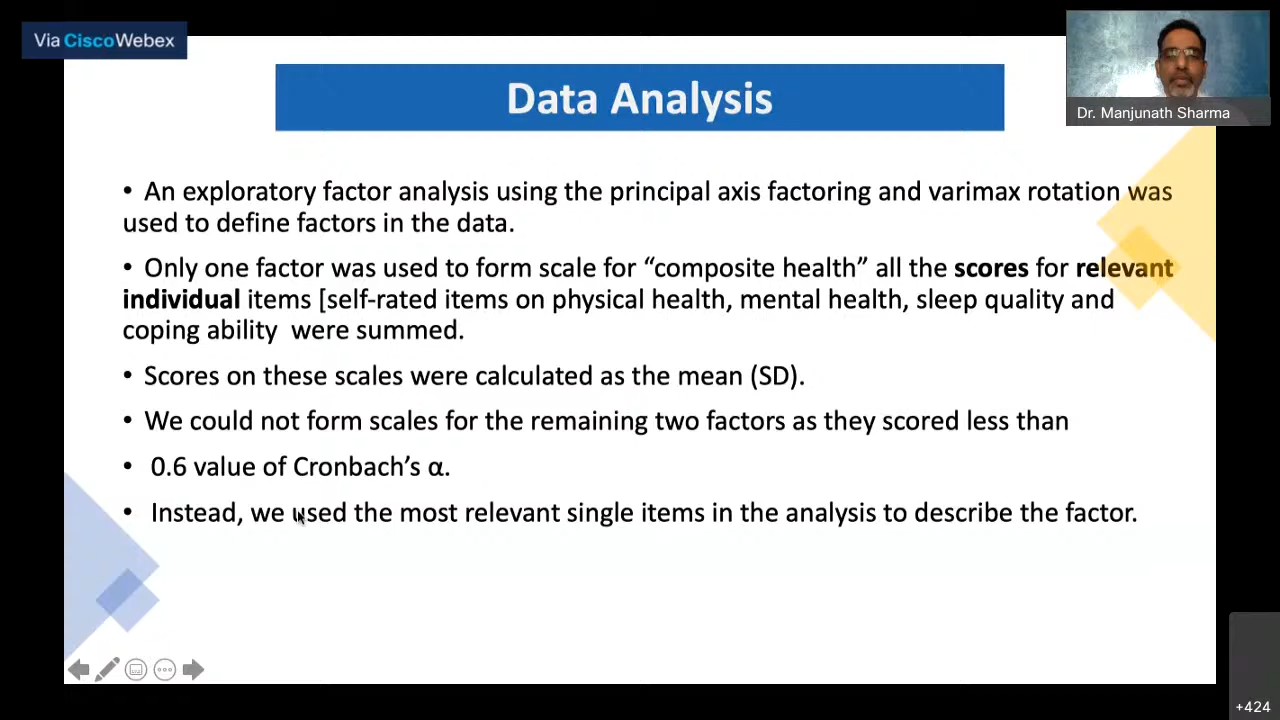 Via CiscoWebex
Dr. Manjunath Sharma
Data Analysis
• An exploratory factor analysis using the principal axis factoring and varimax rotation was
used to define factors in the data.
• Only one factor was used to form scale for “composite health” all the scores for relevant
individual items [self-rated items on physical health, mental health, sleep quality and
coping ability were summed.
• Scores on these scales were calculated as the mean (SD).
• We could not form scales for the remaining two factors as they scored less than
• 0.6 value of Cronbach’s α.
• Instead, we used the most relevant single items in the analysis to describe the factor.
+424